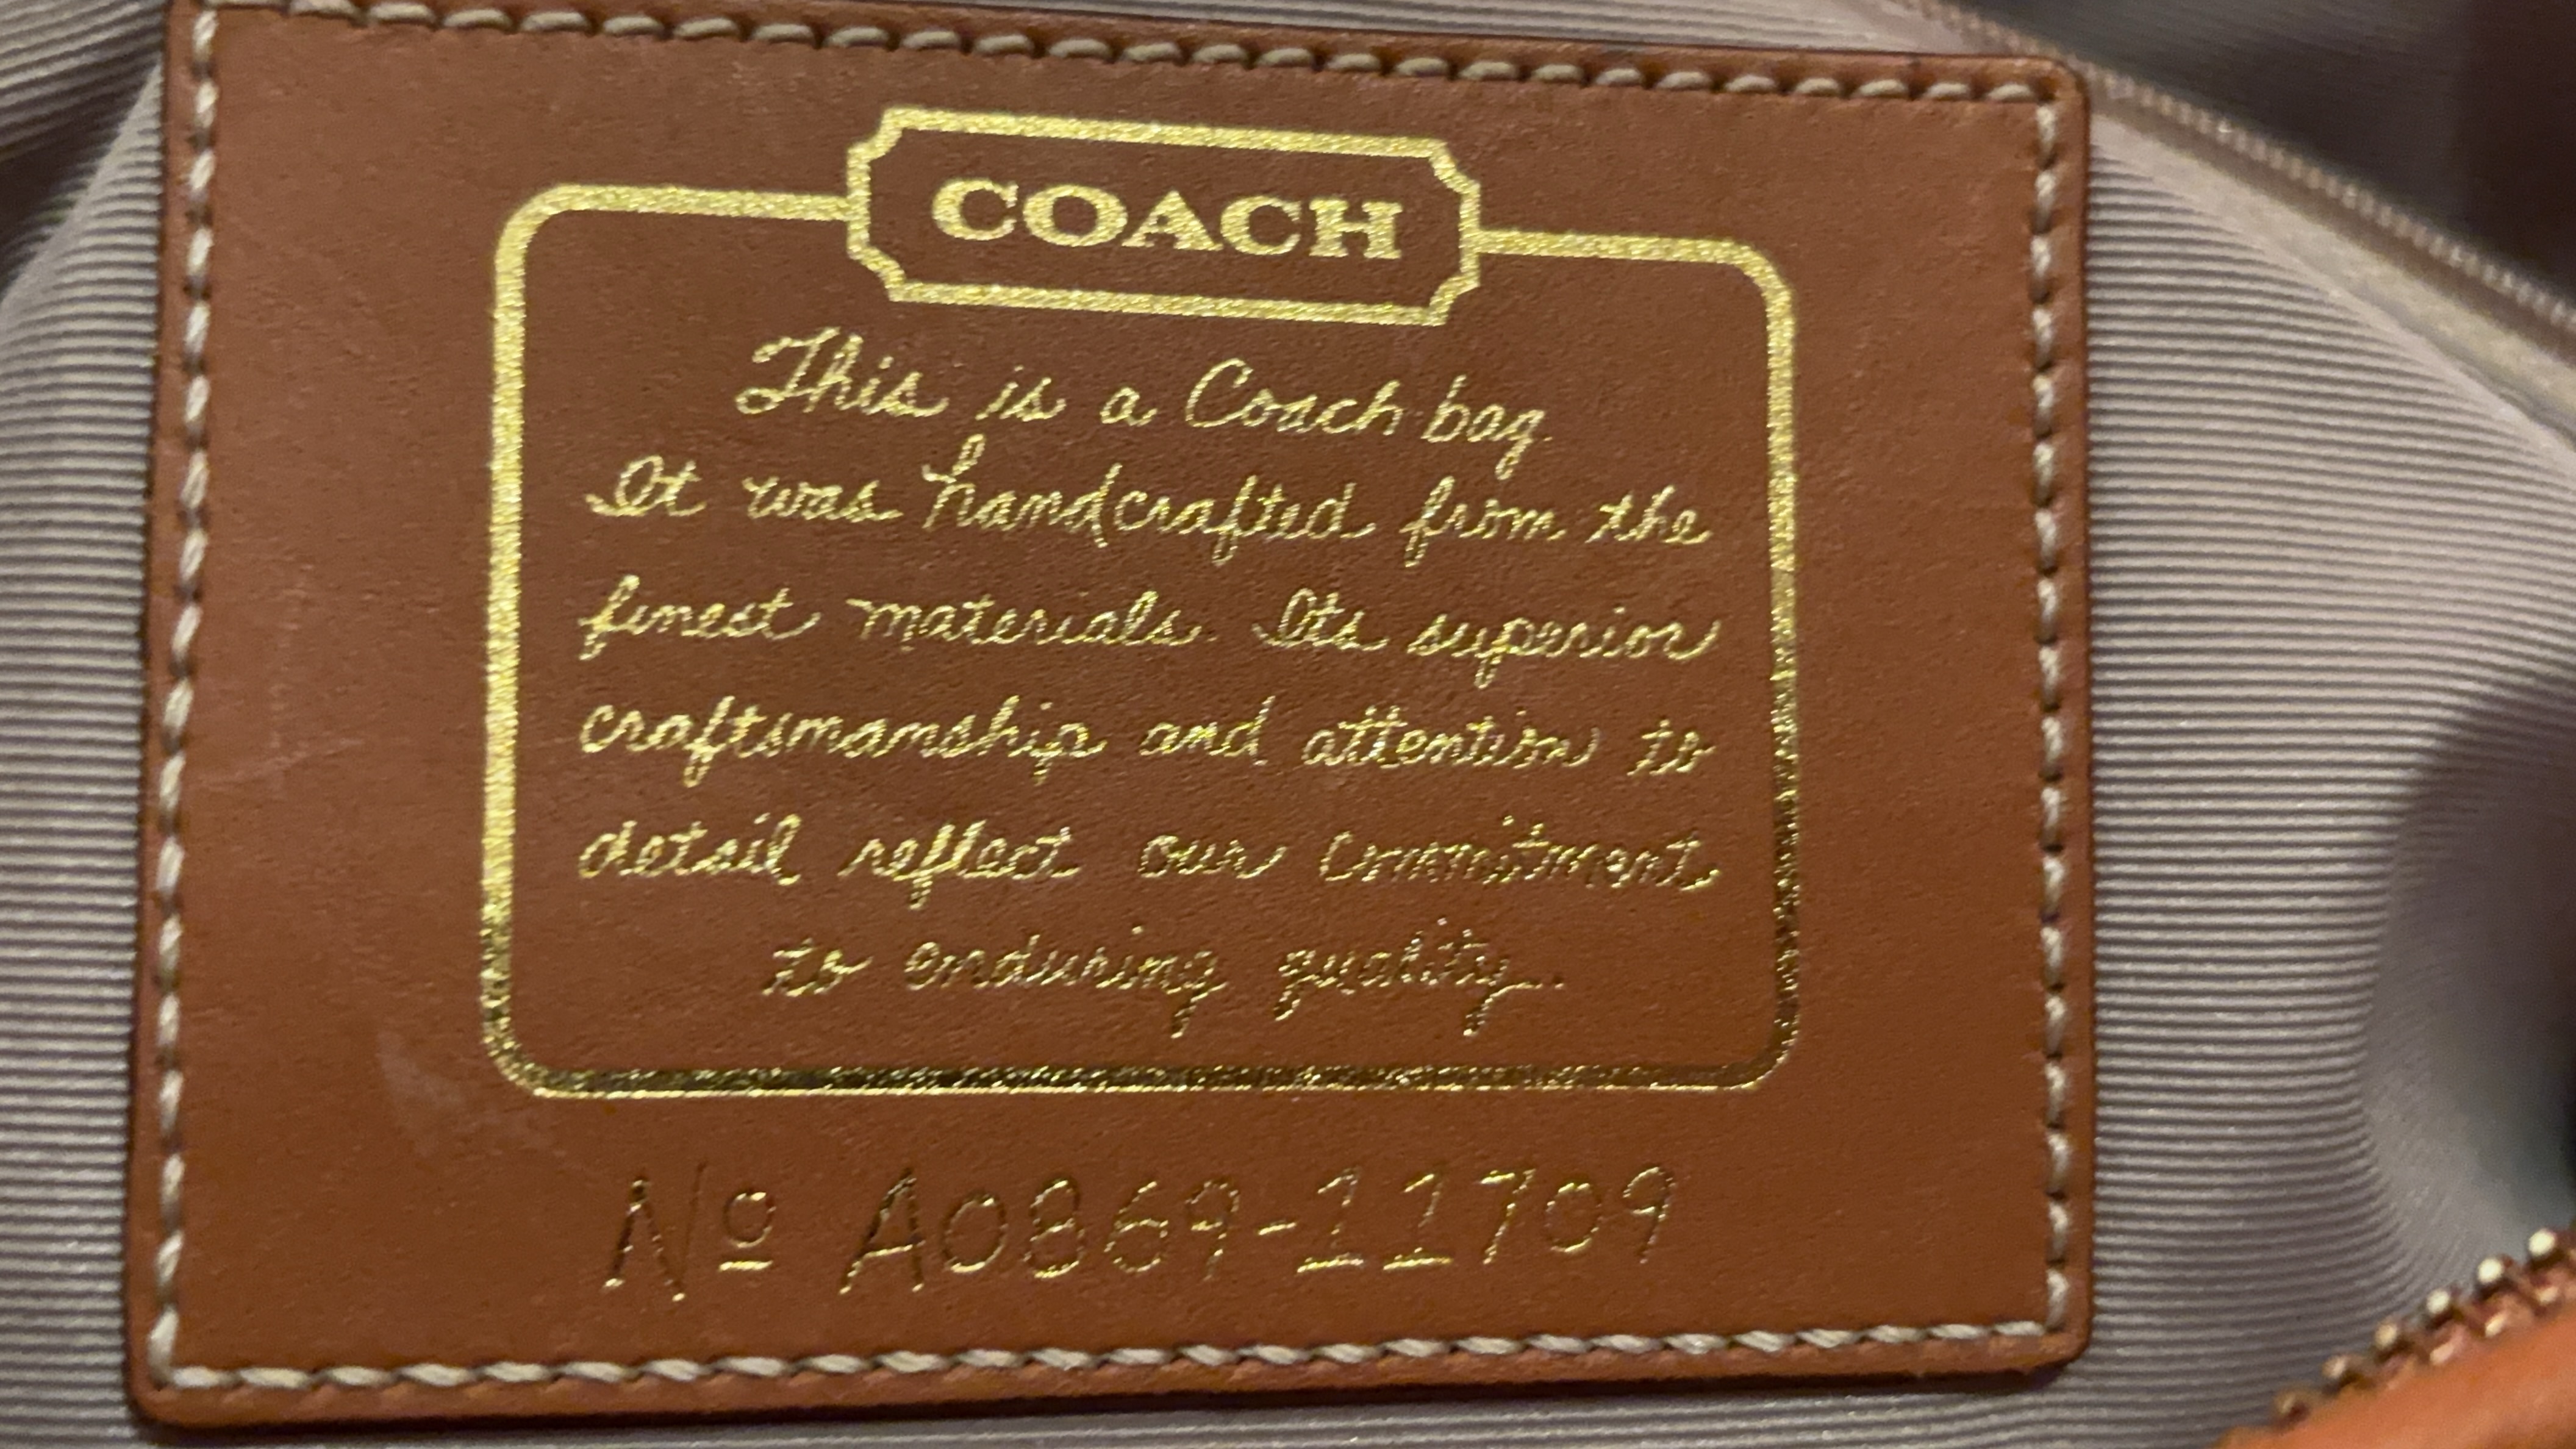 COACH
This is a Coach bag.
It was handcrafted from the
finest materials. Its superior
craftsmanship and attention to
detail reflect our commitment
to enduring quality.
Nº A0869-11709